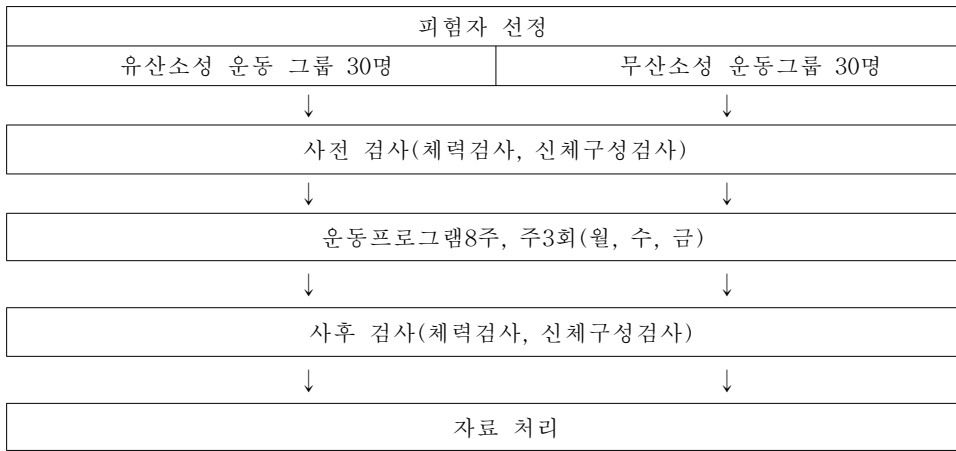 피험자 선정
유산소성 운동 그룹 30명 무산소성 운동그룹 30명
↓ ↓
사전 검사(체력검사, 신체구성검사)
↓ ↓
운동프로그램8주, 주3회(월, 수, 금)
↓ ↓
사후 검사(체력검사, 신체구성검사)
↓ ↓
자료 처리